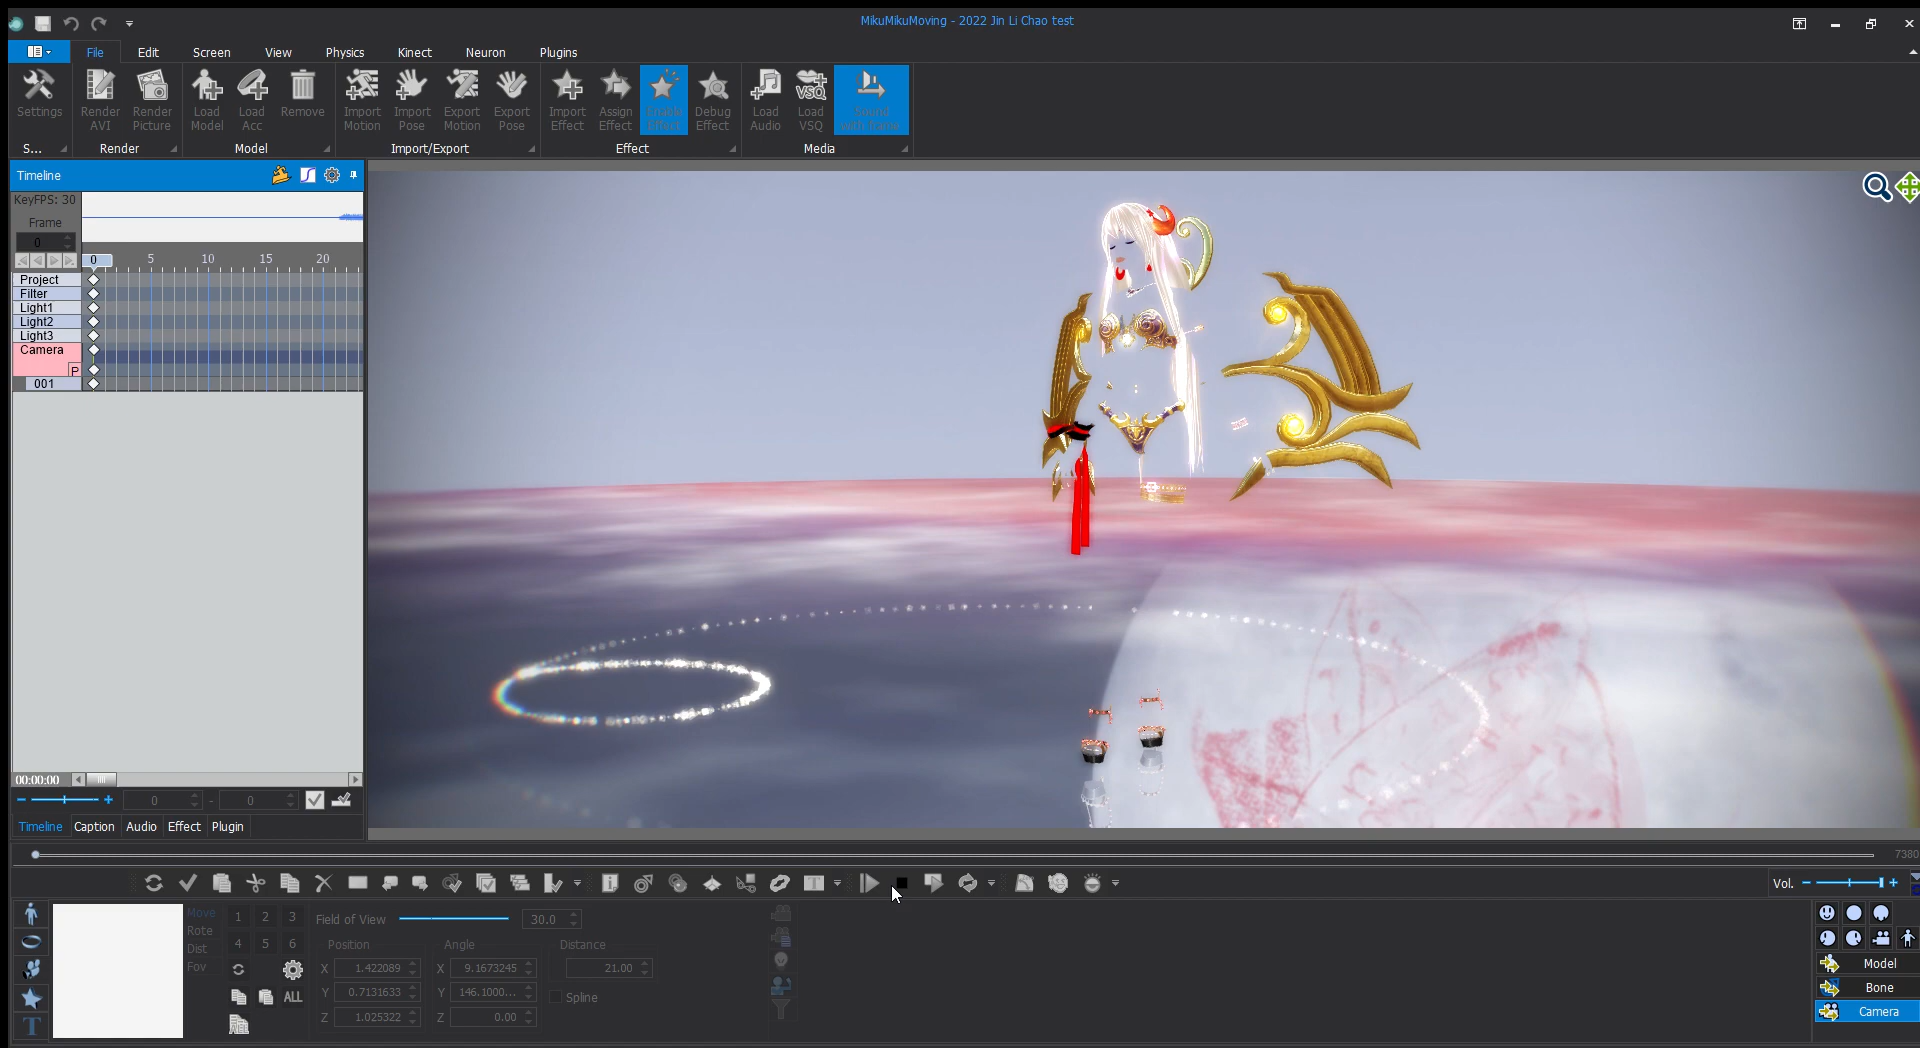 MikuMikuMoving - 2022 Jin Li Chao test
File Edit Screen View Physics Kinect Neuron Plugins
Settings
Render AVI
Render Picture
Load Model
Load Acc
Remove
Import Motion
Import Pose
Export Motion
Export Pose
Import Effect
Assign Effect
Enable Effect
Debug Effect
Load Audio
Load VSQ
Sound with frame
S... Render Model Import/Export Effect Media
Timeline
KeyFPS: 30
Frame
0
0 5 10 15 20
Project
Filter
Light1
Light2
Light3
Camera
P
001
00:00:00
0 - 0
Timeline Caption Audio Effect Plugin
7380
Vol.
Move
Rote
Dist
Fov
1 2 3
4 5 6
ALL
ALL
Field of View 30.0
Position Angle Distance
X 1.422089 X 9.1673245 21.00
Y 0.7131633 Y 146.1000... Spline
Z 1.025322 Z 0.00
T
Model
Bone
Camera